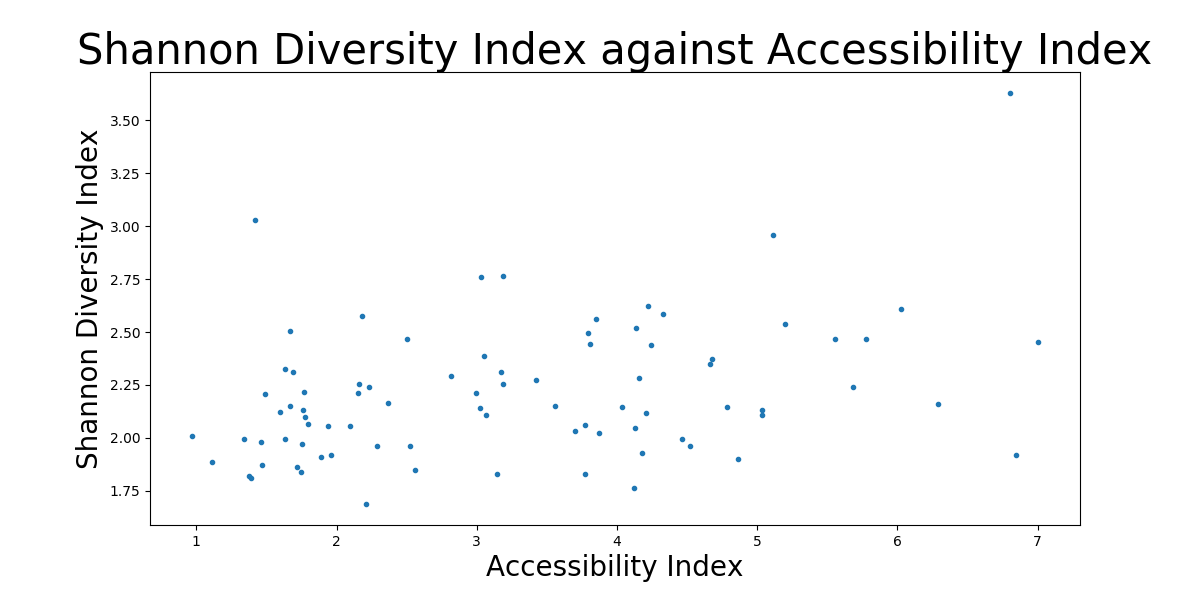 Shannon Diversity Index against Accessibility Index
Shannon Diversity Index
3.50
3.25
3.00
2.75
2.50
2.25
2.00
1.75
1 2 3 4 5 6 7
Accessibility Index